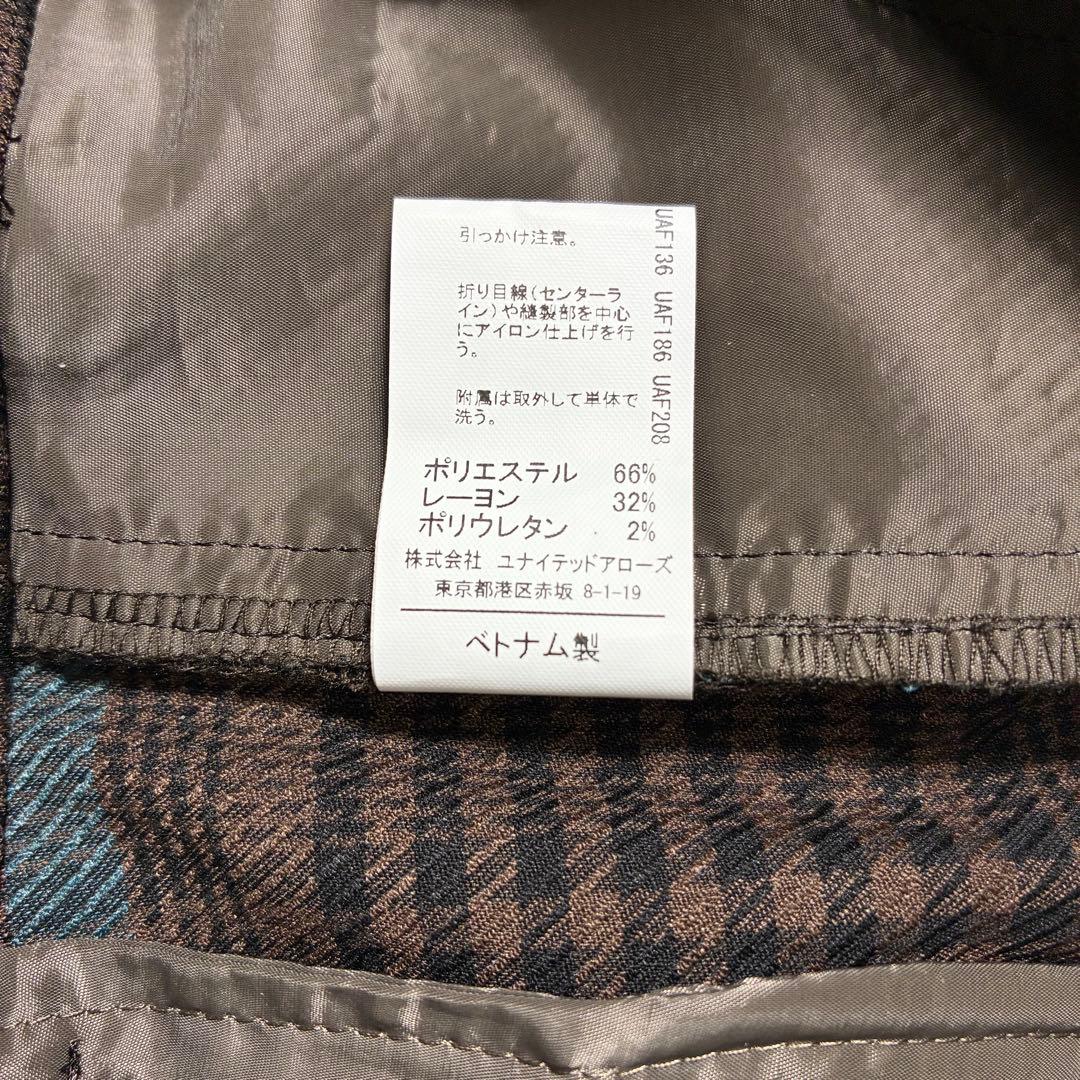 引っかけ注意。
折り目線(センターラ
イン)や縫製部を中心
にアイロン仕上げを行
う。
附属は取外して単体で
洗う。
UAF136 UAF186 UAF208
ポリエステル 66%
レーヨン 32%
ポリウレタン 2%
株式会社 ユナイテッドアローズ
東京都港区赤坂 8-1-19
ベトナム製